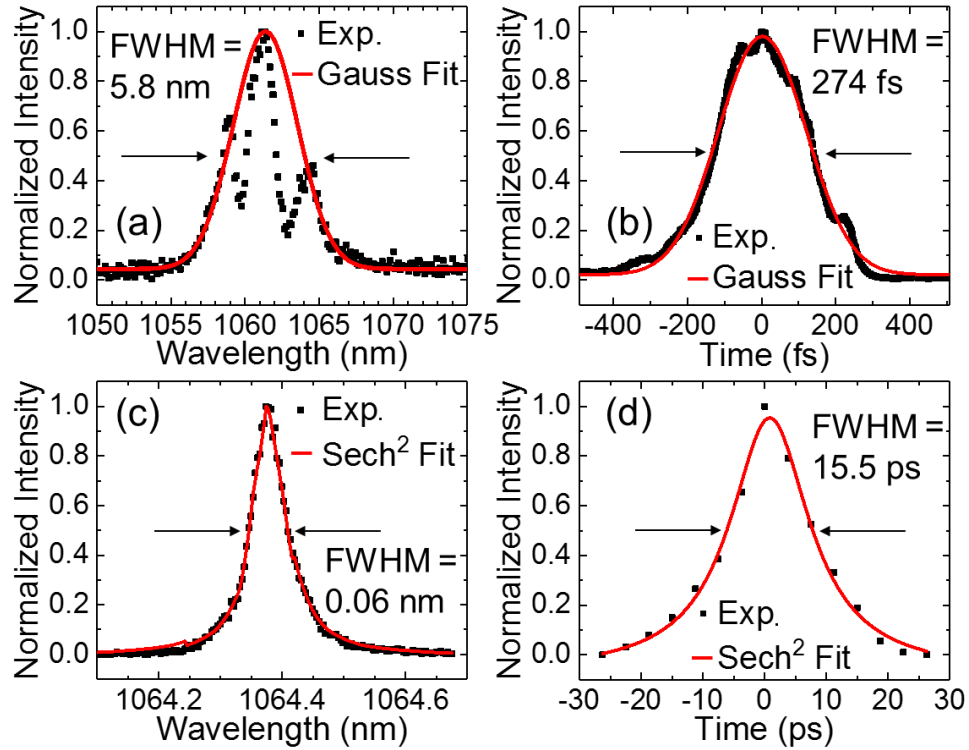 (a)
FWHM =
5.8 nm
Exp.
Gauss Fit
Normalized Intensity
1.0
0.8
0.6
0.4
0.2
0.0
1050 1055 1060 1065 1070 1075
Wavelength (nm)
(b)
FWHM =
274 fs
Exp.
Gauss Fit
Normalized Intensity
1.0
0.8
0.6
0.4
0.2
0.0
-400 -200 0 200 400
Time (fs)
(c)
Exp.
Sech² Fit
FWHM =
0.06 nm
Normalized Intensity
1.0
0.8
0.6
0.4
0.2
0.0
1064.2 1064.4 1064.6
Wavelength (nm)
(d)
FWHM =
15.5 ps
Exp.
Sech² Fit
Normalized Intensity
1.0
0.8
0.6
0.4
0.2
0.0
-30 -20 -10 0 10 20 30
Time (ps)